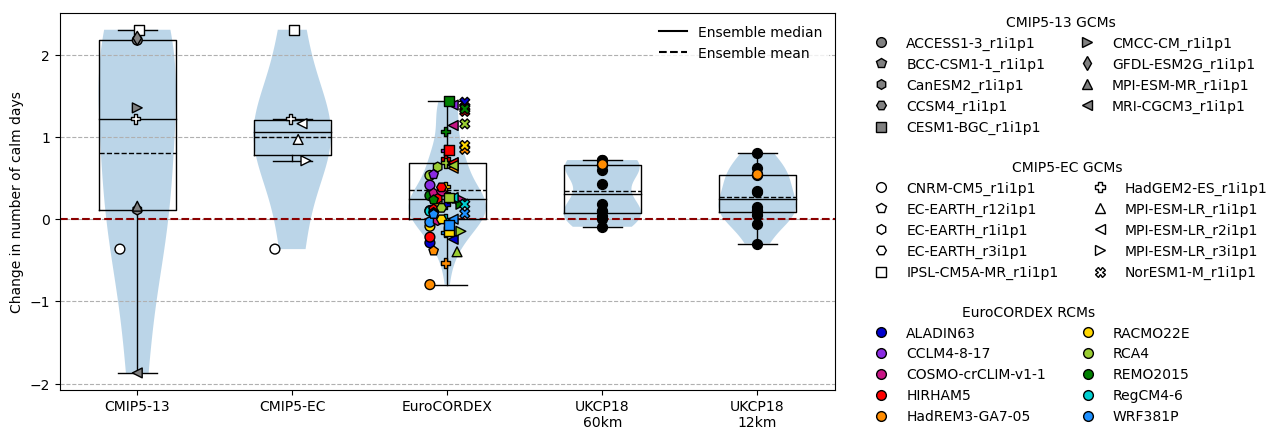 Change in number of calm days
2
1
0
−1
−2
Ensemble median
Ensemble mean
CMIP5-13
CMIP5-EC
EuroCORDEX
UKCP18
60km
UKCP18
12km
CMIP5-13 GCMs
ACCESS1-3_r1i1p1
BCC-CSM1-1_r1i1p1
CanESM2_r1i1p1
CCSM4_r1i1p1
CESM1-BGC_r1i1p1
CMCC-CM_r1i1p1
GFDL-ESM2G_r1i1p1
MPI-ESM-MR_r1i1p1
MRI-CGCM3_r1i1p1
CMIP5-EC GCMs
CNRM-CM5_r1i1p1
EC-EARTH_r12i1p1
EC-EARTH_r1i1p1
EC-EARTH_r3i1p1
IPSL-CM5A-MR_r1i1p1
HadGEM2-ES_r1i1p1
MPI-ESM-LR_r1i1p1
MPI-ESM-LR_r2i1p1
MPI-ESM-LR_r3i1p1
NorESM1-M_r1i1p1
EuroCORDEX RCMs
ALADIN63
CCLM4-8-17
COSMO-crCLIM-v1-1
HIRHAM5
HadREM3-GA7-05
RACMO22E
RCA4
REMO2015
RegCM4-6
WRF381P